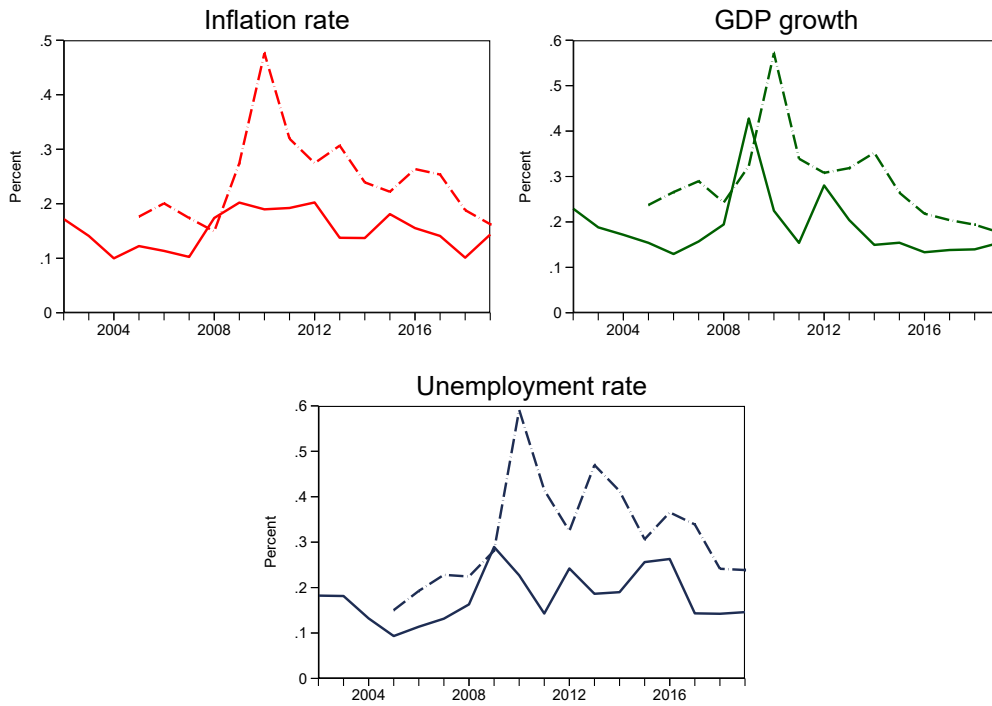 Inflation rate
Percent
.5
.4
.3
.2
.1
0
2004 2008 2012 2016
GDP growth
Percent
.6
.5
.4
.3
.2
.1
0
2004 2008 2012 2016
Unemployment rate
Percent
.6
.5
.4
.3
.2
.1
0
2004 2008 2012 2016